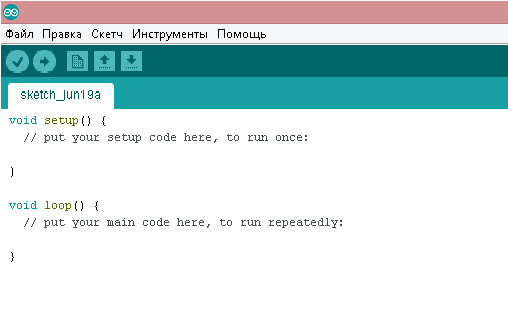 Файл Правка Скетч Инструменты Помощь
sketch_jun19a
void setup() {
  // put your setup code here, to run once:
}
void loop() {
  // put your main code here, to run repeatedly:
}